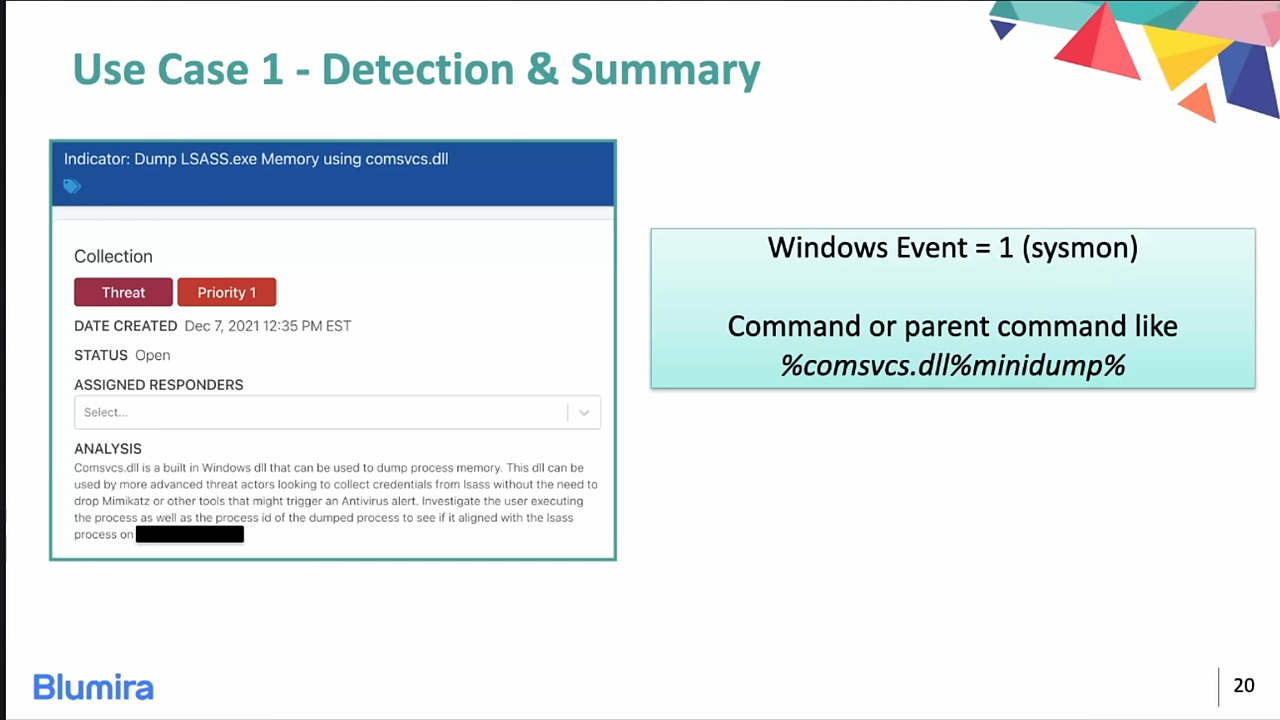 Use Case 1 - Detection & Summary
Indicator: Dump LSASS.exe Memory using comsvcs.dll
Collection
Threat
Priority 1
DATE CREATED Dec 7, 2021 12:35 PM EST
STATUS Open
ASSIGNED RESPONDERS
Select...
ANALYSIS
Comsvcs.dll is a built in Windows dll that can be used to dump process memory. This dll can be
used by more advanced threat actors looking to collect credentials from lsass without the need to
drop Mimikatz or other tools that might trigger an Antivirus alert. Investigate the user executing
the process as well as the process id of the dumped process to see if it aligned with the lsass
process on
Windows Event = 1 (sysmon)
Command or parent command like
%comsvcs.dll%minidump%
Blumira
20